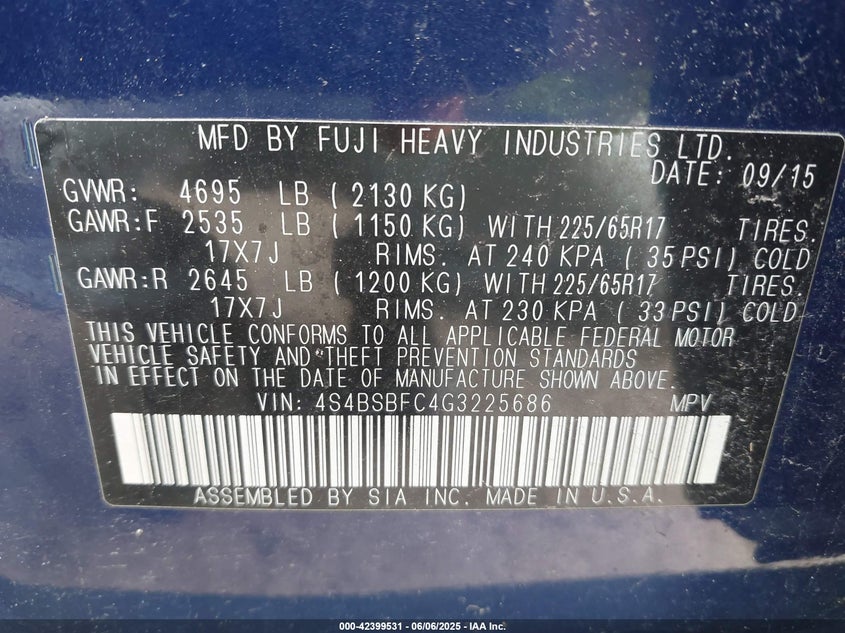 MFD BY FUJI HEAVY INDUSTRIES LTD.
DATE: 09/15
GVWR: 4695 LB ( 2130 KG)
GAWR:F 2535 LB ( 1150 KG) WITH 225/65R17 TIRES.
17X7J RIMS. AT 240 KPA ( 35 PSI) COLD
GAWR:R 2645 LB ( 1200 KG) WITH 225/65R17 TIRES.
17X7J RIMS. AT 230 KPA ( 33 PSI) COLD.
THIS VEHICLE CONFORMS TO ALL APPLICABLE FEDERAL MOTOR
VEHICLE SAFETY AND THEFT PREVENTION STANDARDS
IN EFFECT ON THE DATE OF MANUFACTURE SHOWN ABOVE.
VIN: 4S4BSBFC4G3225686 MPV
ASSEMBLED BY SIA INC. MADE IN U.S.A.
000-42399531 - 06/06/2025 - IAA Inc.